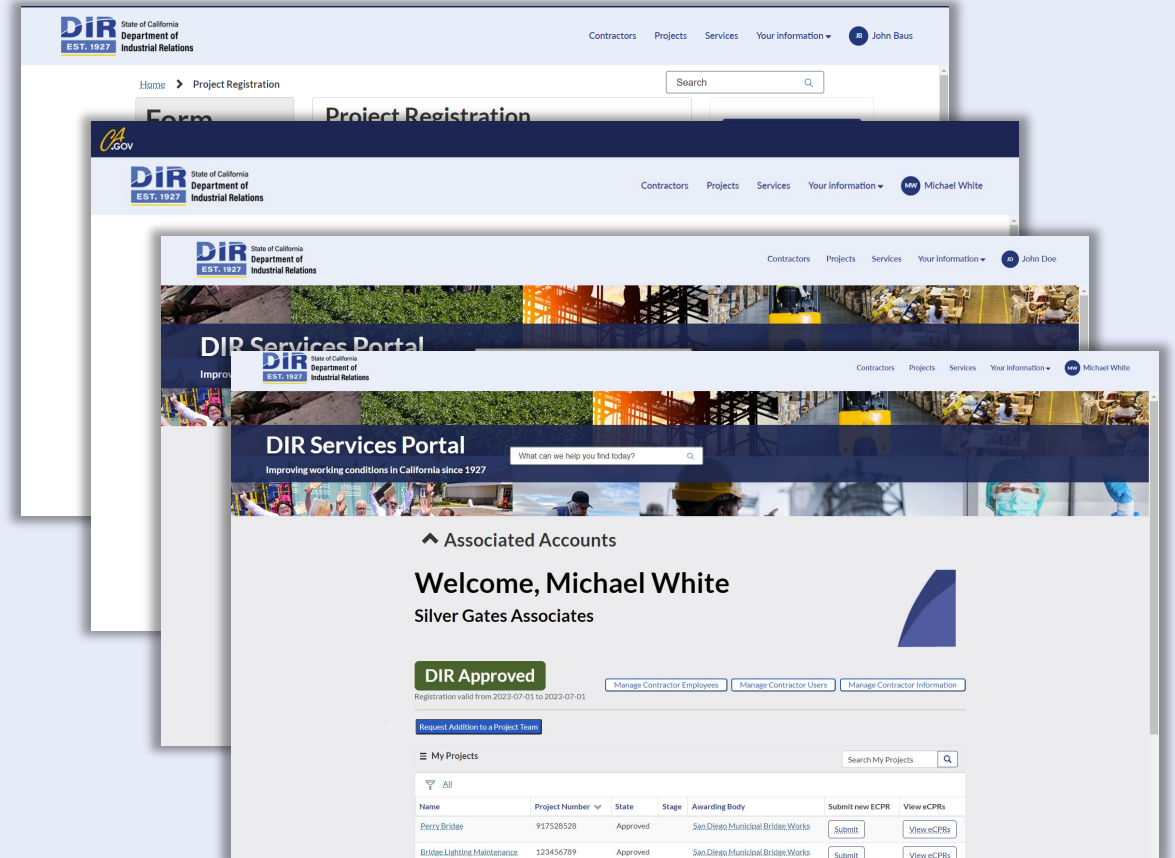 DIR
EST. 1927
State of California
Department of
Industrial Relations
Contractors Projects Services Your information JB John Baus
Home > Project Registration
Search
Form
Project Registration
CA.GOV
DIR
EST. 1927
State of California
Department of
Industrial Relations
Contractors Projects Services Your information MW Michael White
DIR
EST. 1927
State of California
Department of
Industrial Relations
Contractors Projects Services Your information JD John Doe
DIR Services Portal
DIR
EST. 1927
State of California
Department of
Industrial Relations
Contractors Projects Services Your information MW Michael White
DIR Services Portal
What can we help you find today?
Improving working conditions in California since 1927
Associated Accounts
Welcome, Michael White
Silver Gates Associates
DIR Approved
Registration valid from 2023-07-01 to 2023-07-01
Manage Contractor Employees Manage Contractor Users Manage Contractor Information
Request Addition to a Project Team
My Projects
Search My Projects
All
Name Project Number State Stage Awarding Body Submit new ECPR View eCPRs
Perry Bridge 917528528 Approved San Diego Municipal Bridge Works Submit View eCPRs
Bridge Lighting Maintenance 123456789 Approved San Diego Municipal Bridge Works Submit View eCPRs